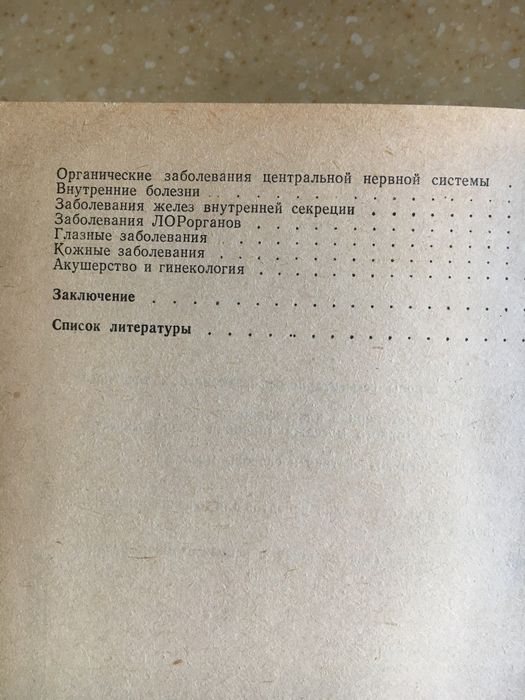 Органические заболевания центральной нервной системы .
Внутренние болезни . . . . . . . . . . . . . .
Заболевания желез внутренней секреции . . . . . . . .
Заболевания ЛОРорганов . . . . . . . . . . . .
Глазные заболевания . . . . . . . . . . . . .
Кожные заболевания . . . . . . . . . . . . .
Акушерство и гинекология . . . . . . . . . . . .
Заключение . . . . . . . . . . . . . . . . .
Список литературы . . . . . . . . . . . . . .